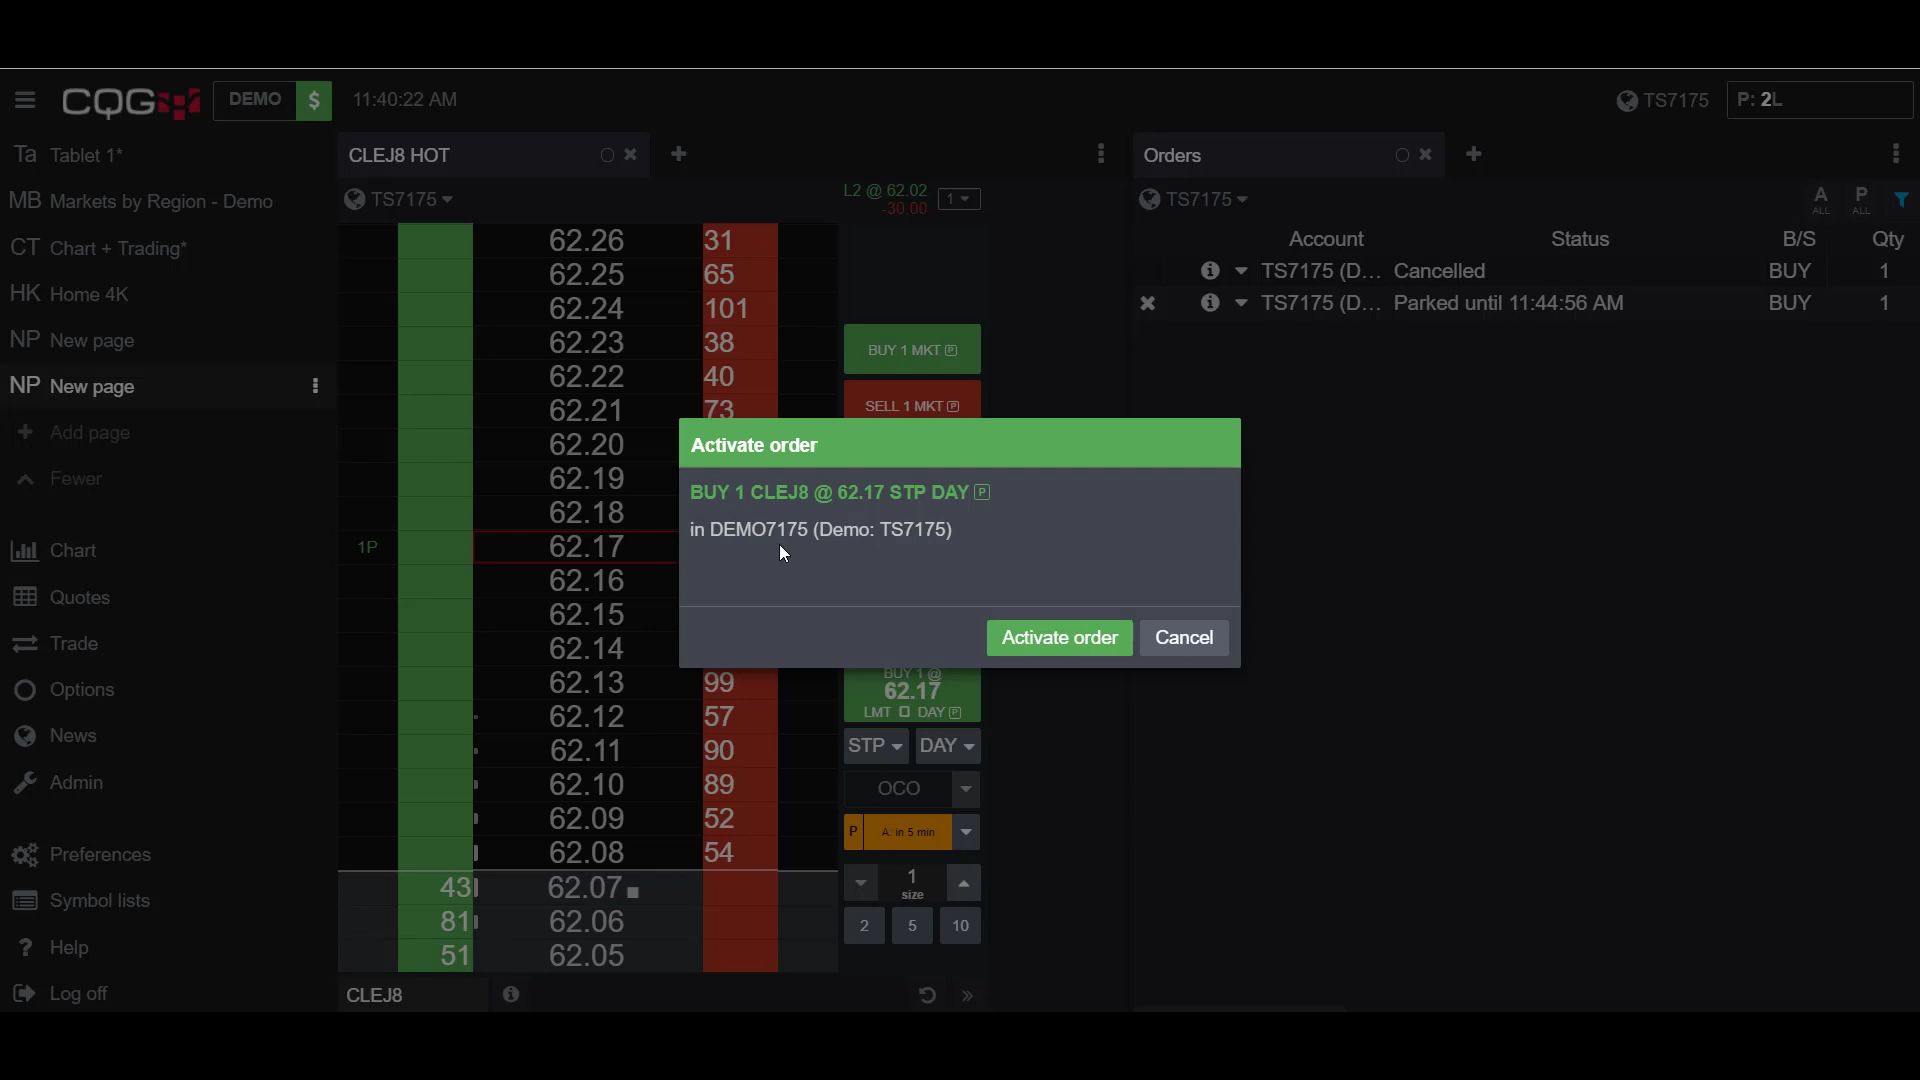 CQG
DEMO $
11:40:22 AM
TS7175
P: 2L
Ta Tablet 1*
MB Markets by Region - Demo
CT Chart + Trading*
HK Home 4K
NP New page
NP New page
Add page
Fewer
Chart
Quotes
Trade
Options
News
Admin
Preferences
Symbol lists
Help
Log off
CLEJ8 HOT
TS7175
L2 @ 62.02
-30.00
1
62.26 31
62.25 65
62.24 101
62.23 38
62.22 40
62.21 73
62.20
62.19
62.18
1P 62.17
62.16
62.15
62.14
62.13 99
62.12 57
62.11 90
62.10 89
62.09 52
62.08 54
43 62.07
81 62.06
51 62.05
CLEJ8
BUY 1 MKT P
SELL 1 MKT P
Activate order
BUY 1 CLEJ8 @ 62.17 STP DAY P
in DEMO7175 (Demo: TS7175)
Activate order Cancel
BUY 1 @
62.17
LMT DAY P
STP DAY
OCO
P A: in 5 min
1
size
2 5 10
Orders
TS7175
A ALL P ALL
Account Status B/S Qty
TS7175 (D... Cancelled BUY 1
TS7175 (D... Parked until 11:44:56 AM BUY 1